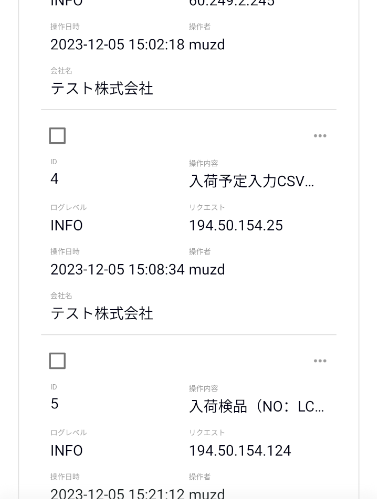 INFO 60.249.2.245
操作日時 操作者
2023-12-05 15:02:18 muzd
会社名
テスト株式会社
ID 操作内容
4 入荷予定入力CSV...
ログレベル リクエスト
INFO 194.50.154.25
操作日時 操作者
2023-12-05 15:08:34 muzd
会社名
テスト株式会社
ID 操作内容
5 入荷検品（NO：LC...
ログレベル リクエスト
INFO 194.50.154.124
操作日時 操作者
2023-12-05 15:21:12 muzd